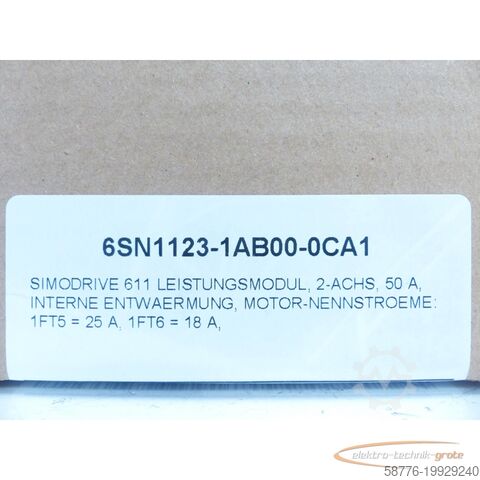 6SN1123-1AB00-0CA1
SIMODRIVE 611 LEISTUNGSMODUL, 2-ACHS, 50 A,
INTERNE ENTWAERMUNG, MOTOR-NENNSTROEME:
1FT5 = 25 A, 1FT6 = 18 A,
elektro-technik-grote
58776-19929240